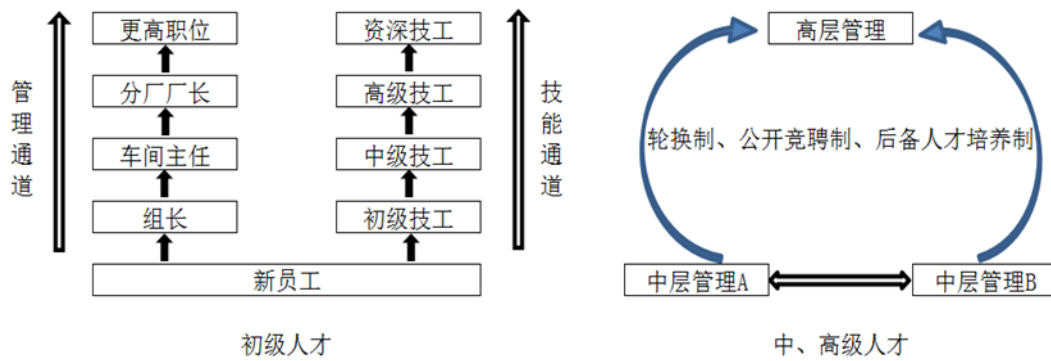 更高职位
资深技工
高层管理
管理通道
分厂厂长
高级技工
技能通道
轮换制、公开竞聘制、后备人才培养制
车间主任
中级技工
组长
初级技工
新员工
中层管理A
中层管理B
初级人才
中、高级人才